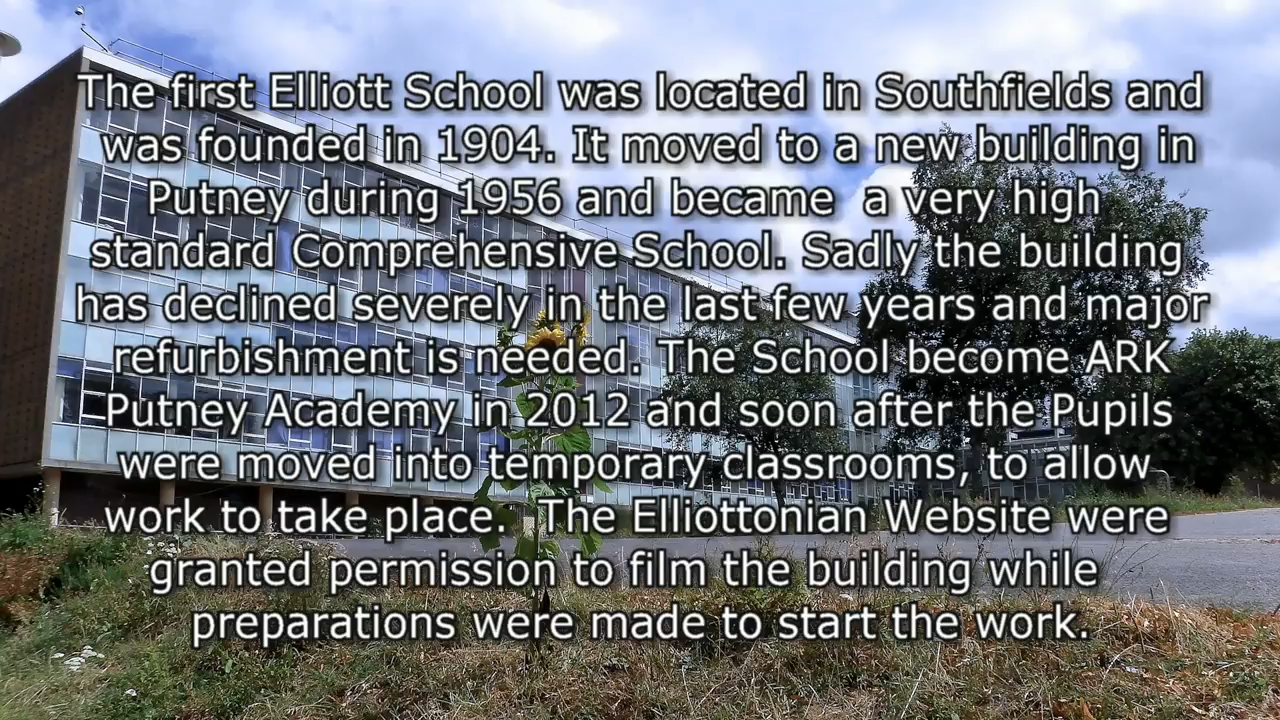 The first Elliott School was located in Southfields and
was founded in 1904. It moved to a new building in
Putney during 1956 and became  a very high
standard Comprehensive School. Sadly the building
has declined severely in the last few years and major
refurbishment is needed. The School become ARK
Putney Academy in 2012 and soon after the Pupils
were moved into temporary classrooms, to allow
work to take place.  The Elliottonian Website were
granted permission to film the building while
preparations were made to start the work.